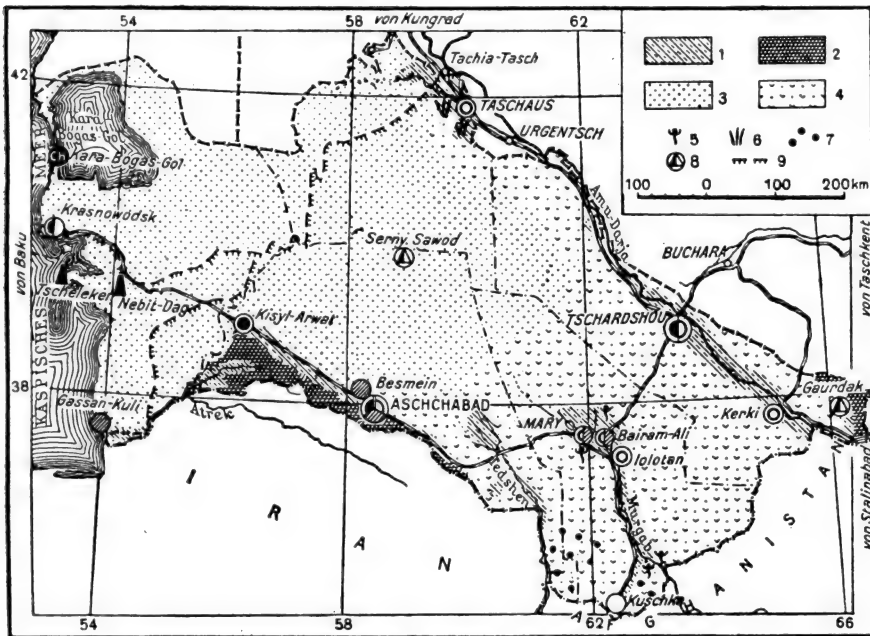 54
58
von Kungrad
62
42
Tachia-Tasch
TASCHAUS
URGENTSCH
1
2
3
4
5
6
7
8
9
100 0 100 200 km
Kara
Bogas Gol
Ch
Kara-Bogas-Gol
KASPISCHES MEER
Krasnowodsk
von Baku
Tscheleken
Nebit-Dag
Serny Sawod
Amu-Darja
BUCHARA
von Taschkent
TSCHARDSHOU
Kisyl-Arwat
38
Gassan-Kuli
Atrek
Besmein
ASCHCHABAD
MARY
Bairam-Ali
Iolotan
Kerki
Gaurdak
Tedshen
Murgab
Kuschka
von Stalinabad
I R A N
A F G ANISTAN
54
58
62
66